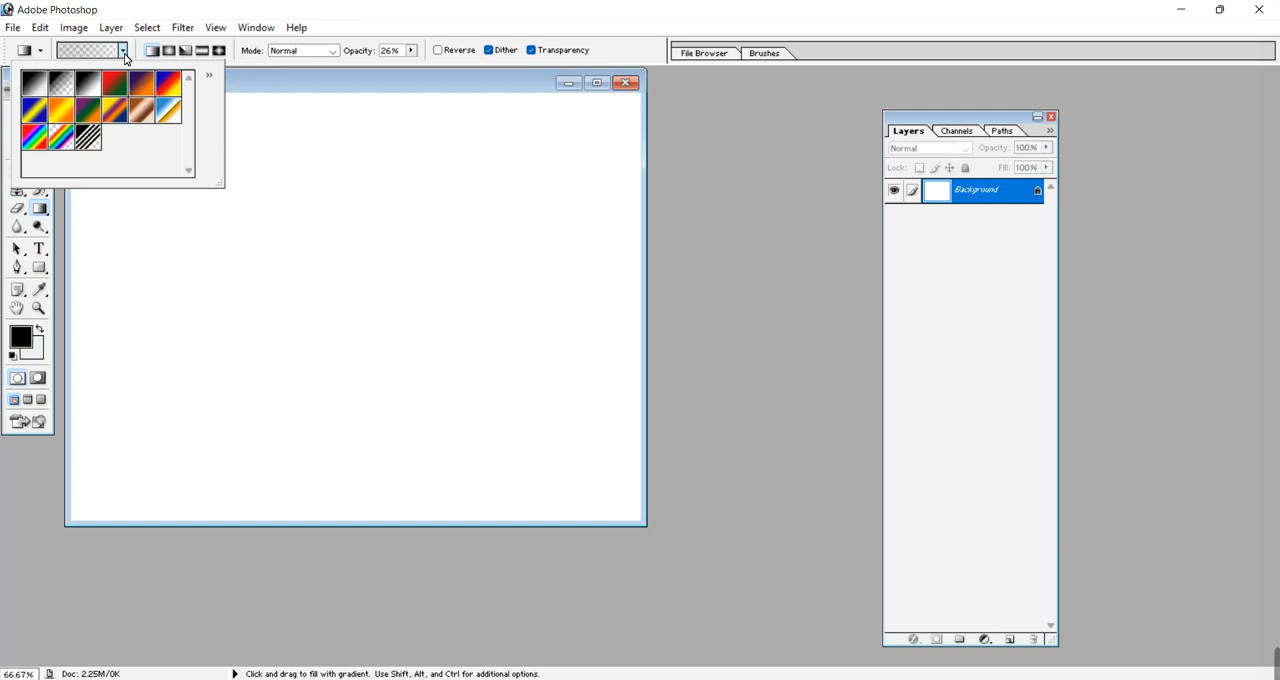 Adobe Photoshop
File Edit Image Layer Select Filter View Window Help
Mode: Normal Opacity: 26% Reverse Dither Transparency File Browser Brushes
Layers Channels Paths
Normal Opacity: 100%
Lock: Fill: 100%
Background
T
66.67% Doc: 2.25M/0K Click and drag to fill with gradient. Use Shift, Alt, and Ctrl for additional options.